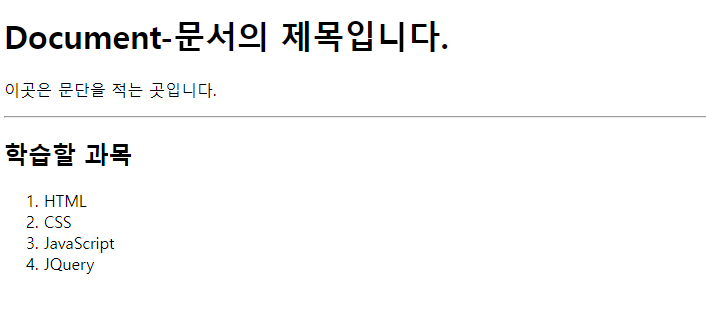 Document-문서의 제목입니다.
이곳은 문단을 적는 곳입니다.
학습할 과목
1. HTML
2. CSS
3. JavaScript
4. JQuery